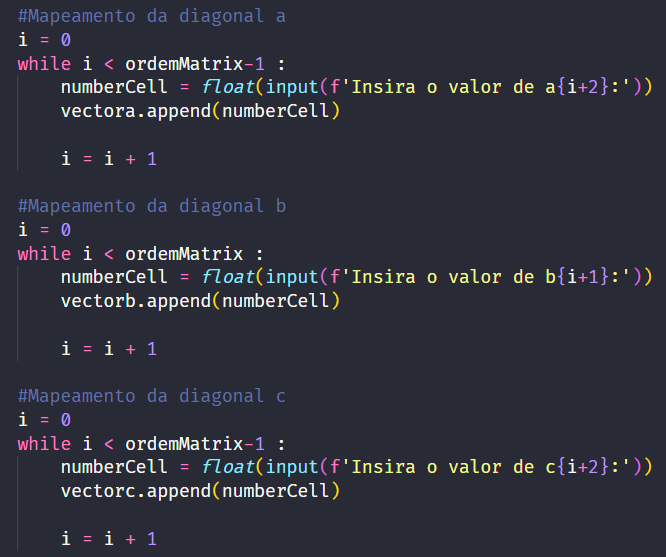 #Mapeamento da diagonal a
i = 0
while i < ordemMatrix-1 :
    numberCell = float(input(f'Insira o valor de a{i+2}:'))
    vectora.append(numberCell)

    i = i + 1

#Mapeamento da diagonal b
i = 0
while i < ordemMatrix :
    numberCell = float(input(f'Insira o valor de b{i+1}:'))
    vectorb.append(numberCell)

    i = i + 1

#Mapeamento da diagonal c
i = 0
while i < ordemMatrix-1 :
    numberCell = float(input(f'Insira o valor de c{i+2}:'))
    vectorc.append(numberCell)

    i = i + 1